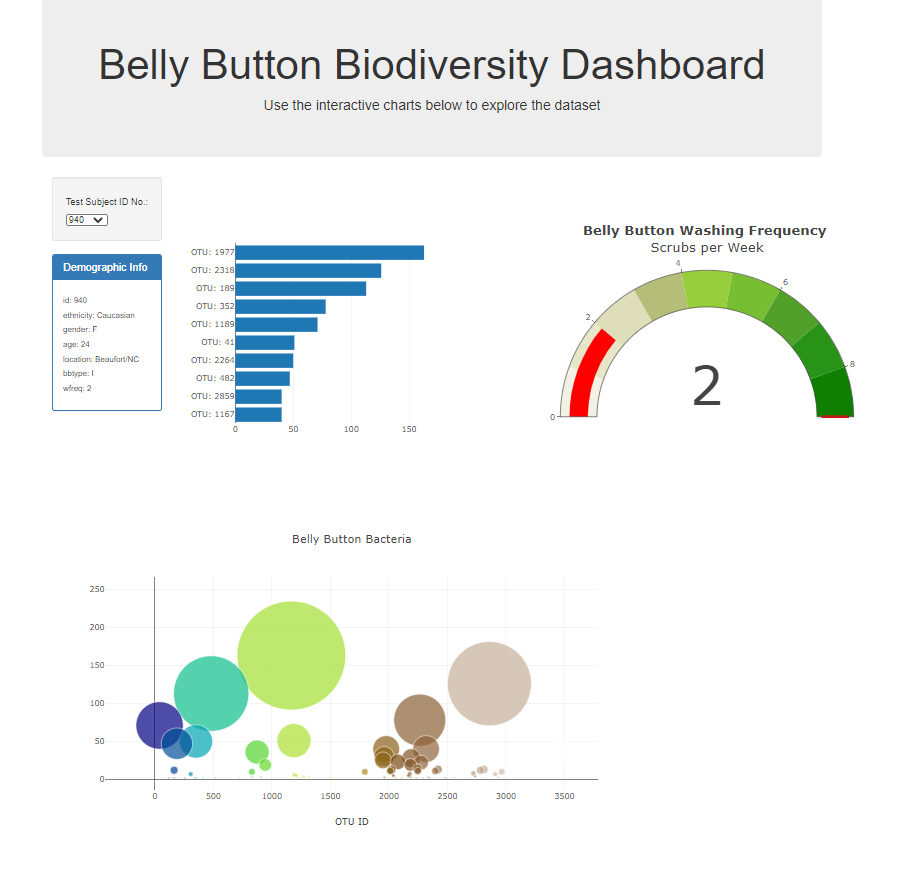 Belly Button Biodiversity Dashboard
Use the interactive charts below to explore the dataset
Test Subject ID No.:
940
Demographic Info
id: 940
ethnicity: Caucasian
gender: F
age: 24
location: Beaufort/NC
bbtype: I
wfreq: 2
OTU: 1977
OTU: 2318
OTU: 189
OTU: 352
OTU: 1189
OTU: 41
OTU: 2264
OTU: 482
OTU: 2859
OTU: 1167
0 50 100 150
Belly Button Washing Frequency
Scrubs per Week
0
2
4
6
8
2
Belly Button Bacteria
250
200
150
100
50
0
0 500 1000 1500 2000 2500 3000 3500
OTU ID